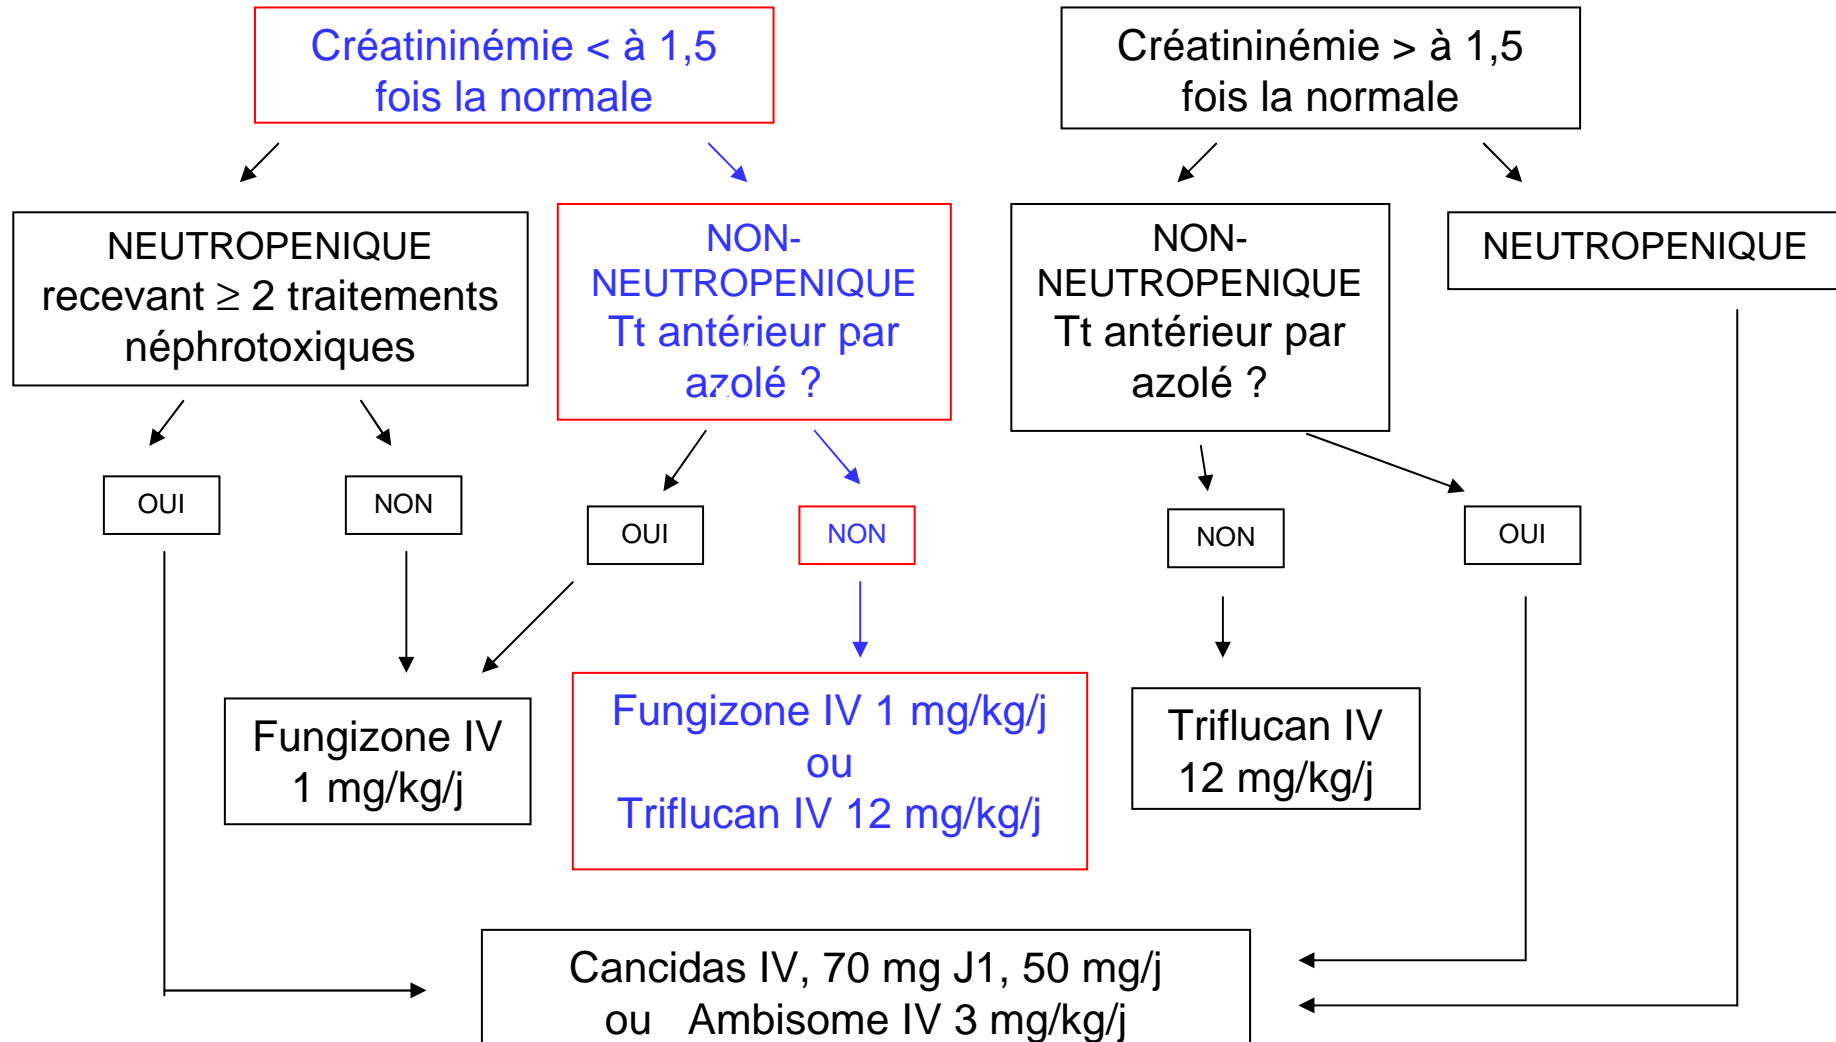 Créatininémie < à 1,5
fois la normale
Créatininémie > à 1,5
fois la normale
NEUTROPENIQUE
recevant ≥ 2 traitements
néphrotoxiques
NON-
NEUTROPENIQUE
Tt antérieur par
azolé ?
NON-
NEUTROPENIQUE
Tt antérieur par
azolé ?
NEUTROPENIQUE
OUI
NON
OUI
NON
NON
OUI
Fungizone IV
1 mg/kg/j
Fungizone IV 1 mg/kg/j
ou
Triflucan IV 12 mg/kg/j
Triflucan IV
12 mg/kg/j
Cancidas IV, 70 mg J1, 50 mg/j
ou Ambisome IV 3 mg/kg/j